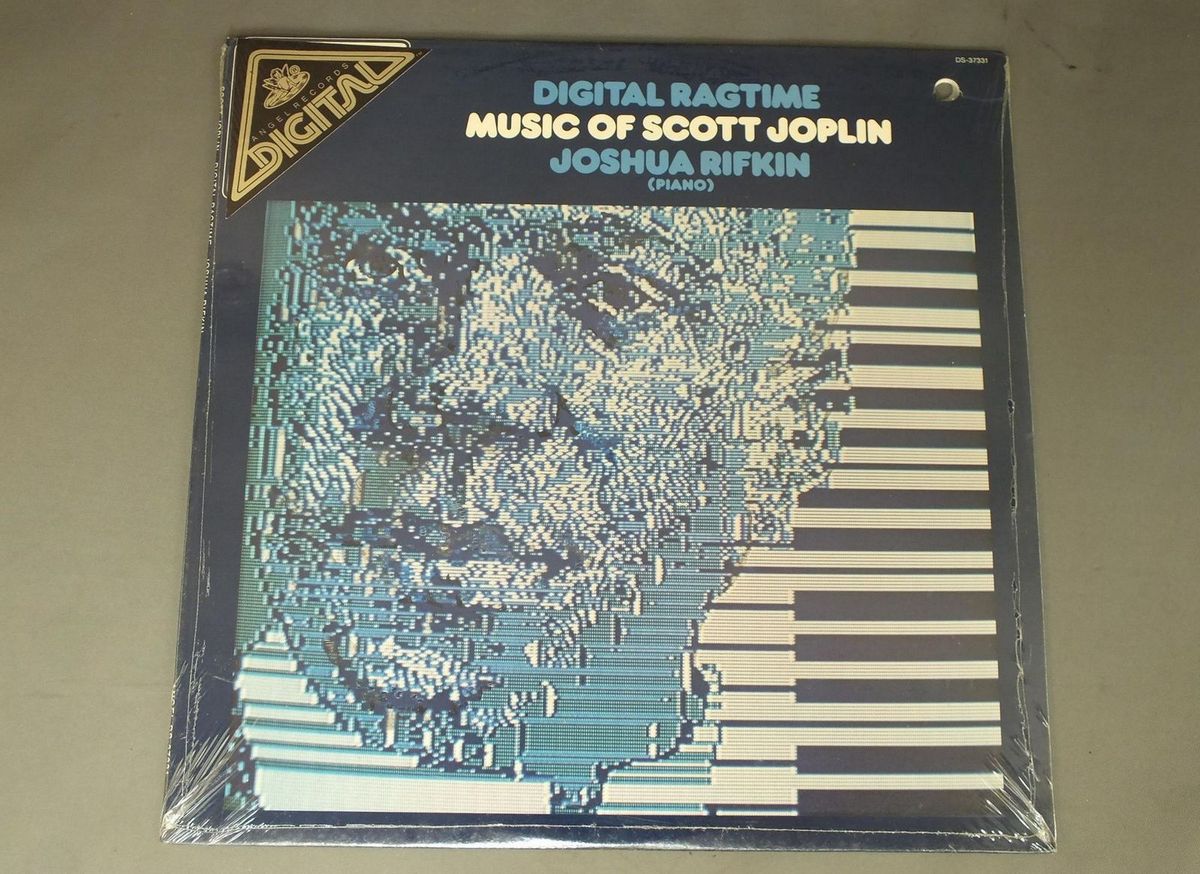 DS-37331
ANGEL RECORDS
DIGITAL
DIGITAL RAGTIME
MUSIC OF SCOTT JOPLIN
JOSHUA RIFKIN
(PIANO)